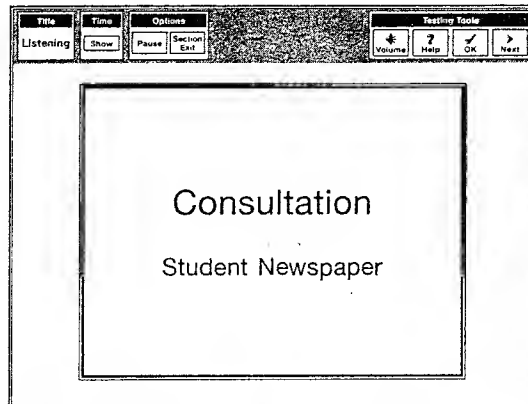 Title
Listening
Time
Show
Options
Pause
Section
Exit
Testing Tools
Volume
?
Help
OK
Next
Consultation
Student Newspaper